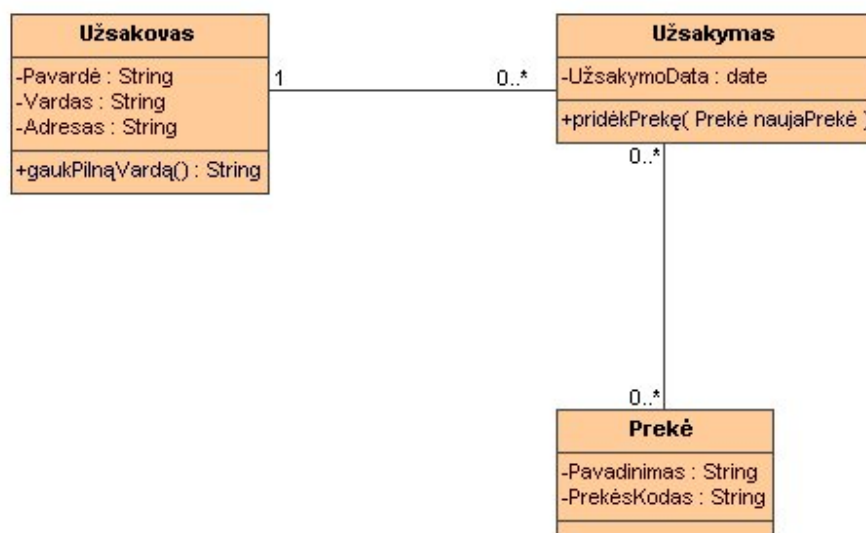 Užsakovas
-Pavardė : String
-Vardas : String
-Adresas : String
+gaukPilnąVardą() : String
1
0..*
Užsakymas
-UžsakymoData : date
+pridėkPrekę( Prekė naujaPrekė )
0..*
0..*
Prekė
-Pavadinimas : String
-PrekėsKodas : String